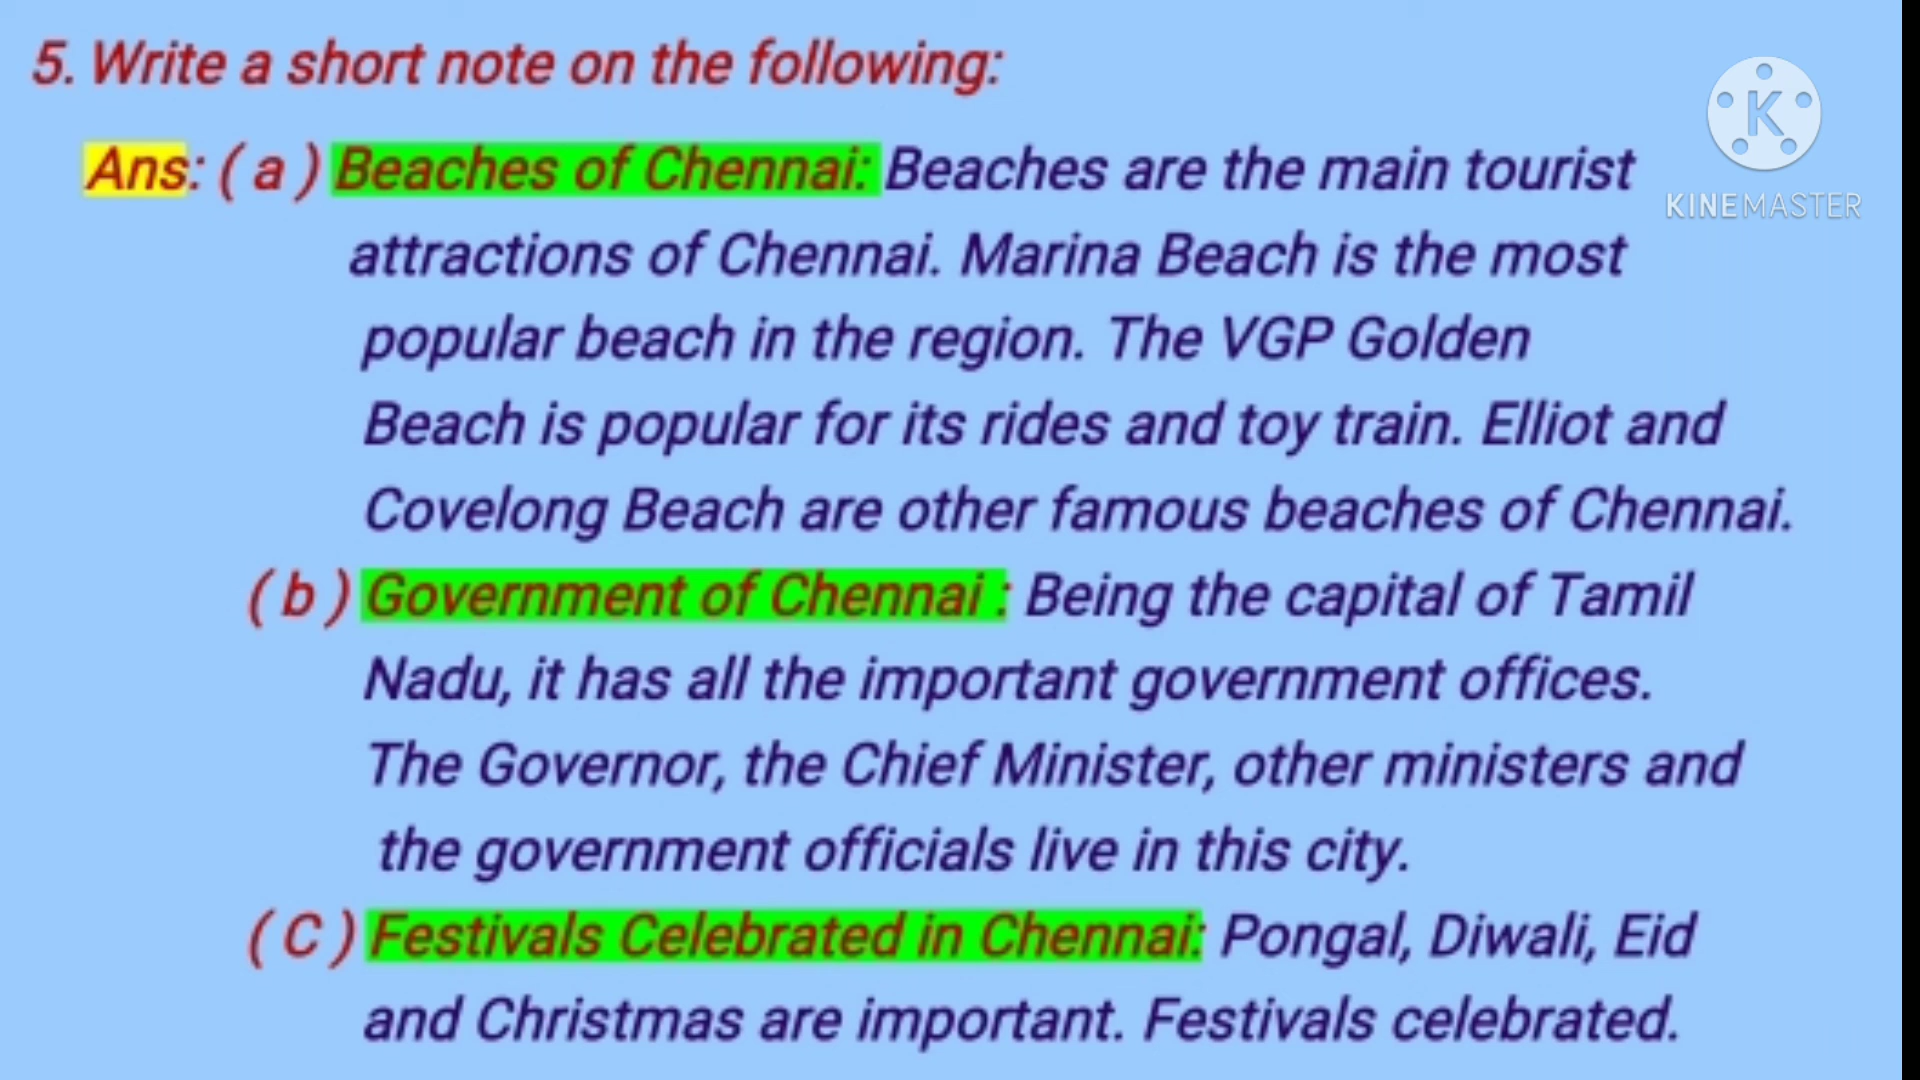 5. Write a short note on the following:
K
KINEMASTER
Ans: ( a ) Beaches of Chennai: Beaches are the main tourist
attractions of Chennai. Marina Beach is the most
popular beach in the region. The VGP Golden
Beach is popular for its rides and toy train. Elliot and
Covelong Beach are other famous beaches of Chennai.
( b ) Government of Chennai : Being the capital of Tamil
Nadu, it has all the important government offices.
The Governor, the Chief Minister, other ministers and
the government officials live in this city.
( C ) Festivals Celebrated in Chennai: Pongal, Diwali, Eid
and Christmas are important. Festivals celebrated.